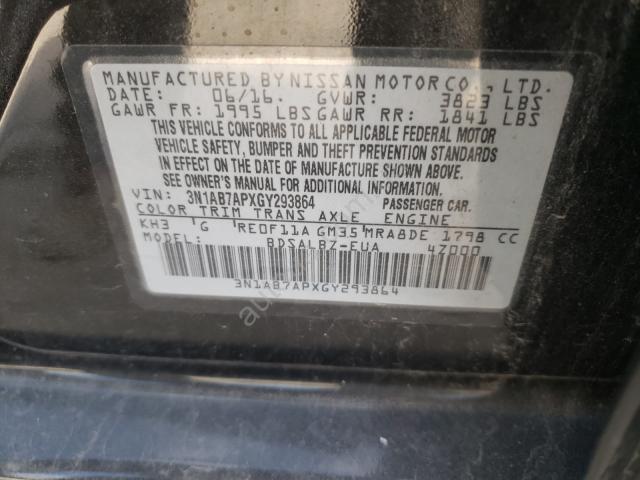 MANUFACTURED BY NISSAN MOTOR CO., LTD.
DATE: 06/16. GVWR: 3823 LBS
GAWR FR: 1995 LBS GAWR RR: 1841 LBS
THIS VEHICLE CONFORMS TO ALL APPLICABLE FEDERAL MOTOR
VEHICLE SAFETY, BUMPER AND THEFT PREVENTION STANDARDS
IN EFFECT ON THE DATE OF MANUFACTURE SHOWN ABOVE.
SEE OWNER'S MANUAL FOR ADDITIONAL INFORMATION.
VIN: 3N1AB7APXGY293864 PASSENGER CAR.
COLOR TRIM TRANS AXLE ENGINE
KH3 G RE0F11A GM35 MRA8DE 1798 CC
MODEL: BDSALBZ-EUA 4Z000
3N1AB7APXGY293864